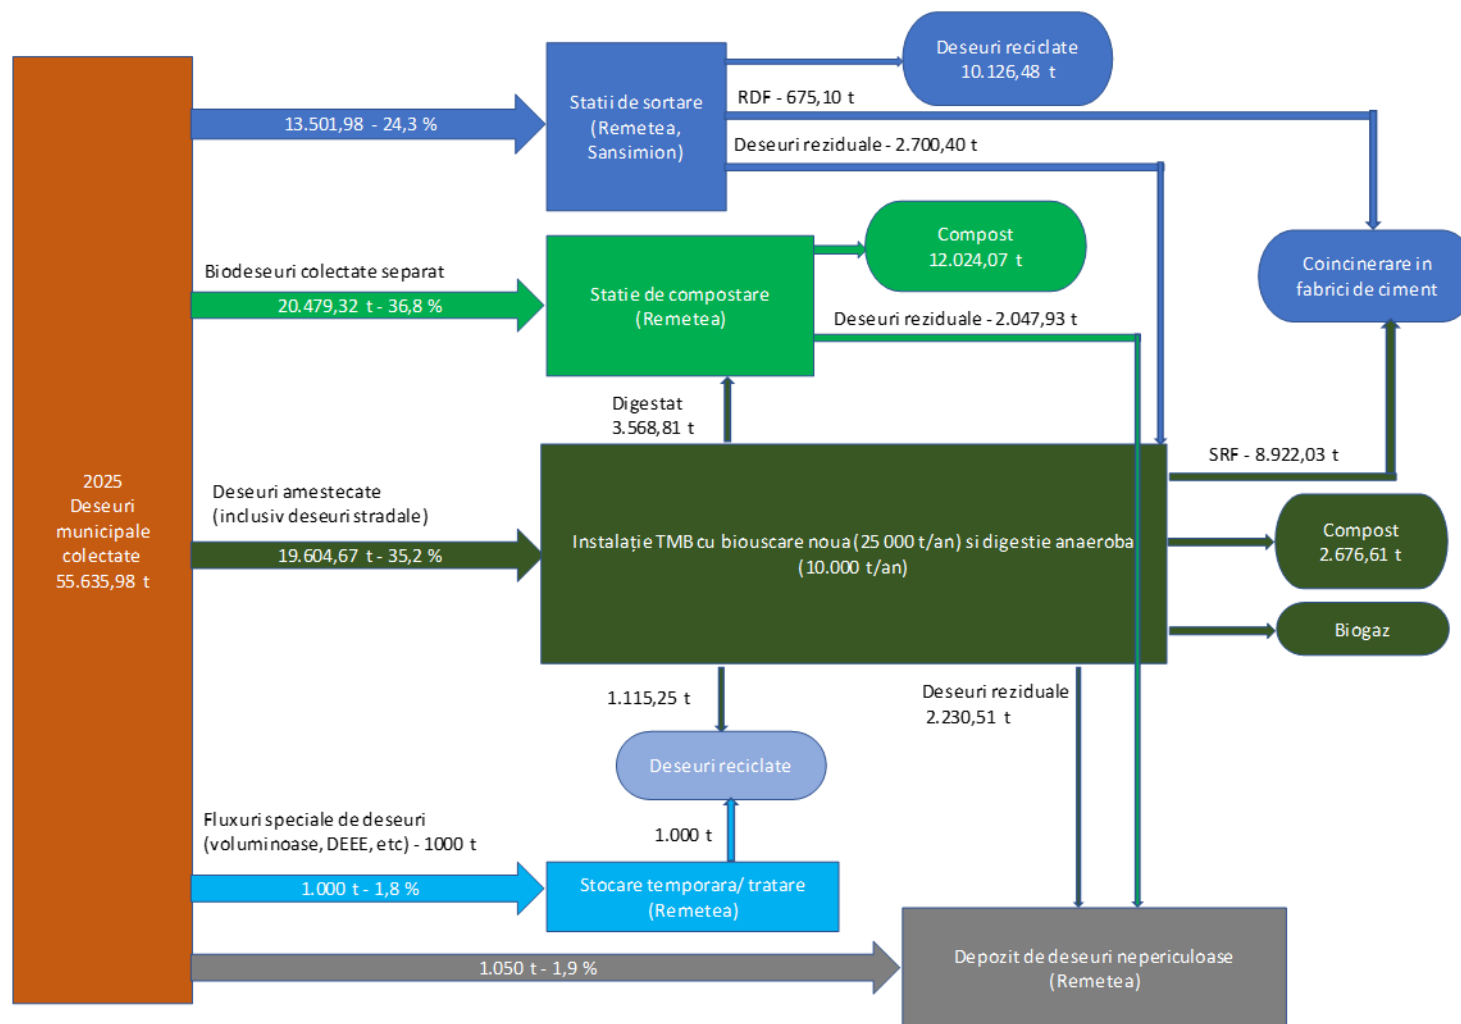 2025
Deseuri
municipale
colectate
55.635,98 t
13.501,98 - 24,3 %
Statii de sortare
(Remetea,
Sansimion)
Deseuri reciclate
10.126,48 t
RDF - 675,10 t
Deseuri reziduale - 2.700,40 t
Biodeseuri colectate separat
20.479,32 t - 36,8 %
Statie de compostare
(Remetea)
Compost
12.024,07 t
Deseuri reziduale - 2.047,93 t
Coincinerare in
fabrici de ciment
Digestat
3.568,81 t
SRF - 8.922,03 t
Deseuri amestecate
(inclusiv deseuri stradale)
19.604,67 t - 35,2 %
Instalație TMB cu biouscare noua (25 000 t/an) si digestie anaeroba
(10.000 t/an)
Compost
2.676,61 t
Biogaz
1.115,25 t
Deseuri reziduale
2.230,51 t
Deseuri reciclate
Fluxuri speciale de deseuri
(voluminoase, DEEE, etc) - 1000 t
1.000 t
1.000 t - 1,8 %
Stocare temporara/ tratare
(Remetea)
1.050 t - 1,9 %
Depozit de deseuri nepericuloase
(Remetea)